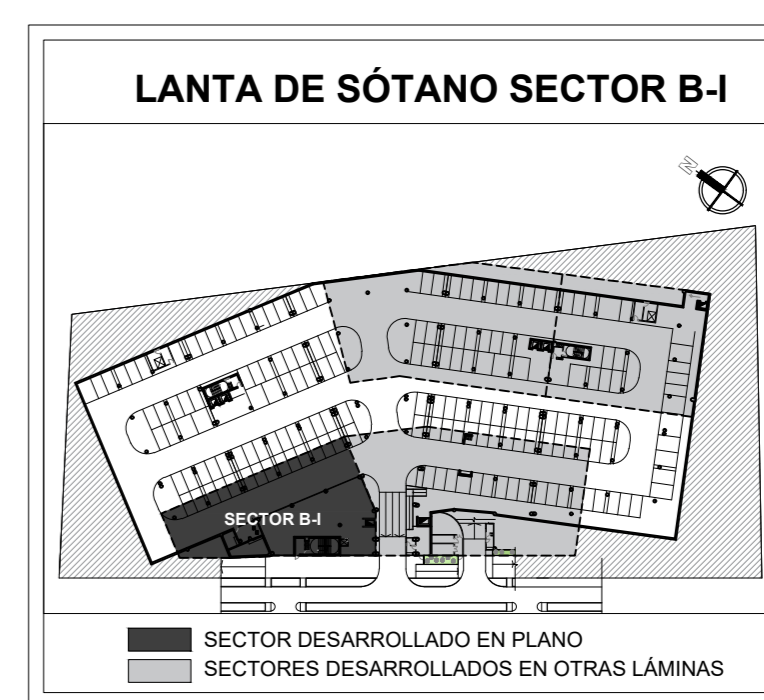 LANTA DE SÓTANO SECTOR B-I
N
SECTOR B-I
SECTOR DESARROLLADO EN PLANO
SECTORES DESARROLLADOS EN OTRAS LÁMINAS